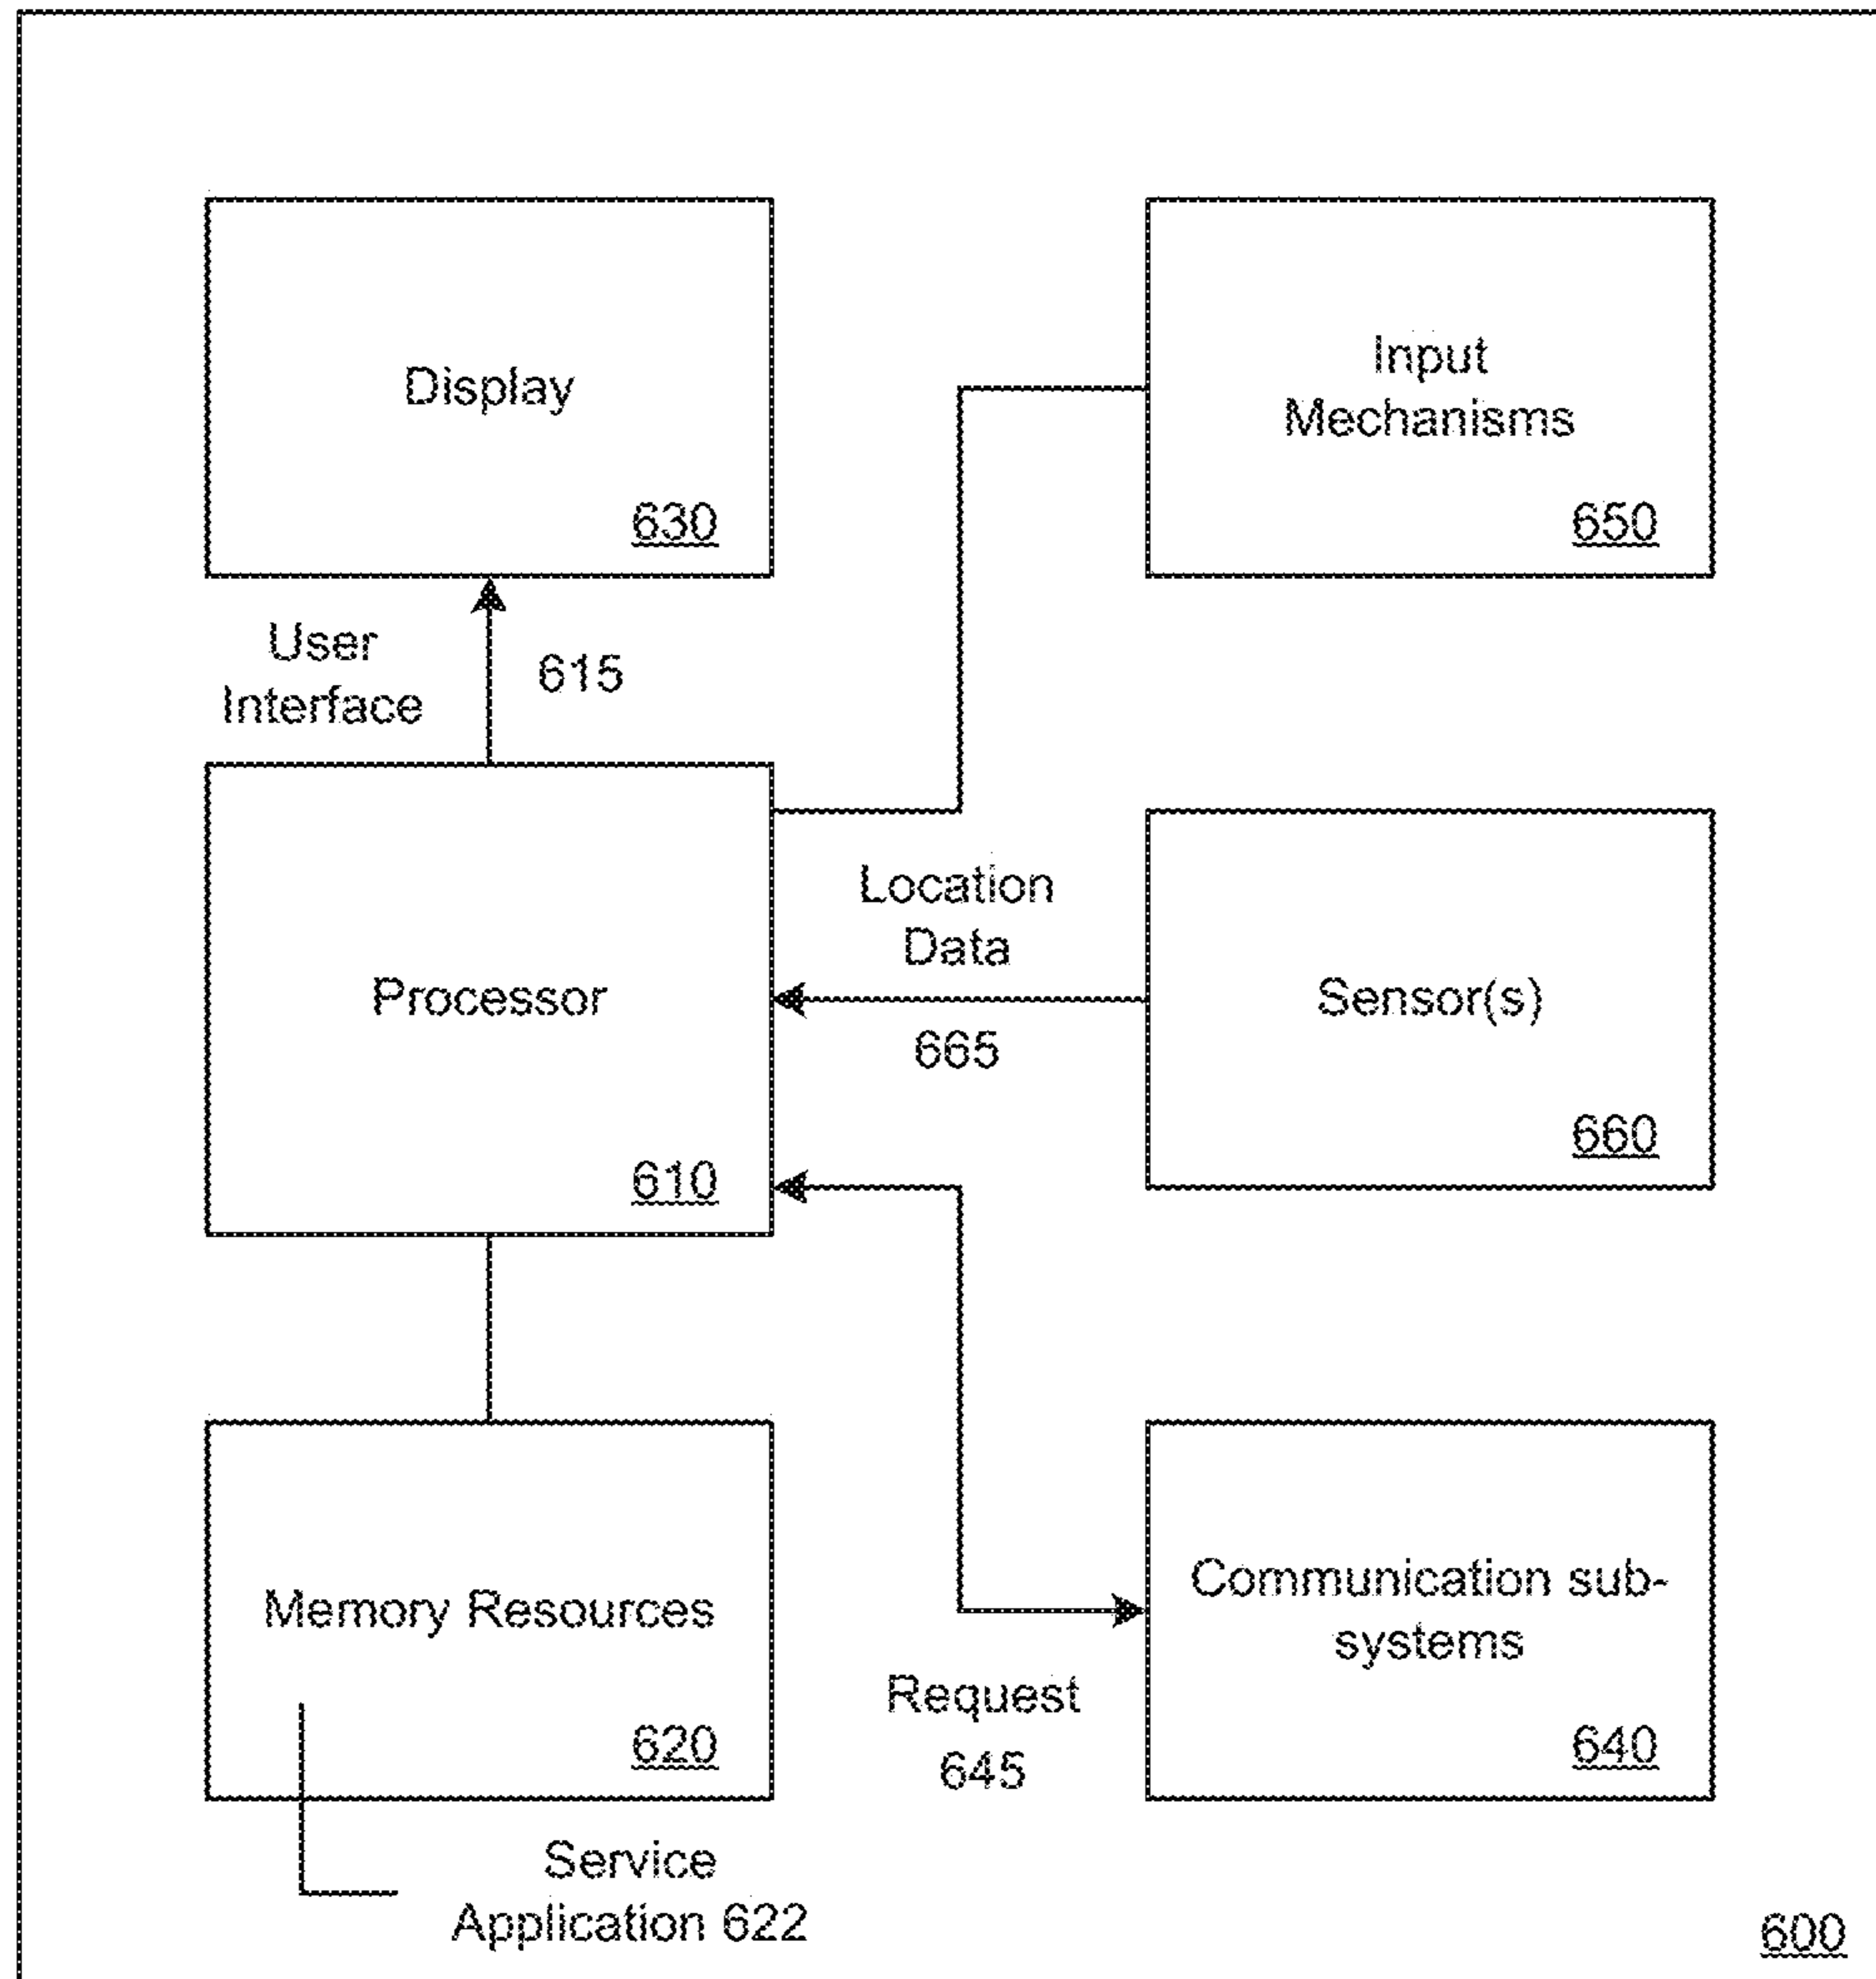 Display
630
Input
Mechanisms
650
User
Interface
615
Processor
610
Location
Data
665
Sensor(s)
660
Memory Resources
620
Service
Application 622
Request
645
Communication sub-
systems
640
600